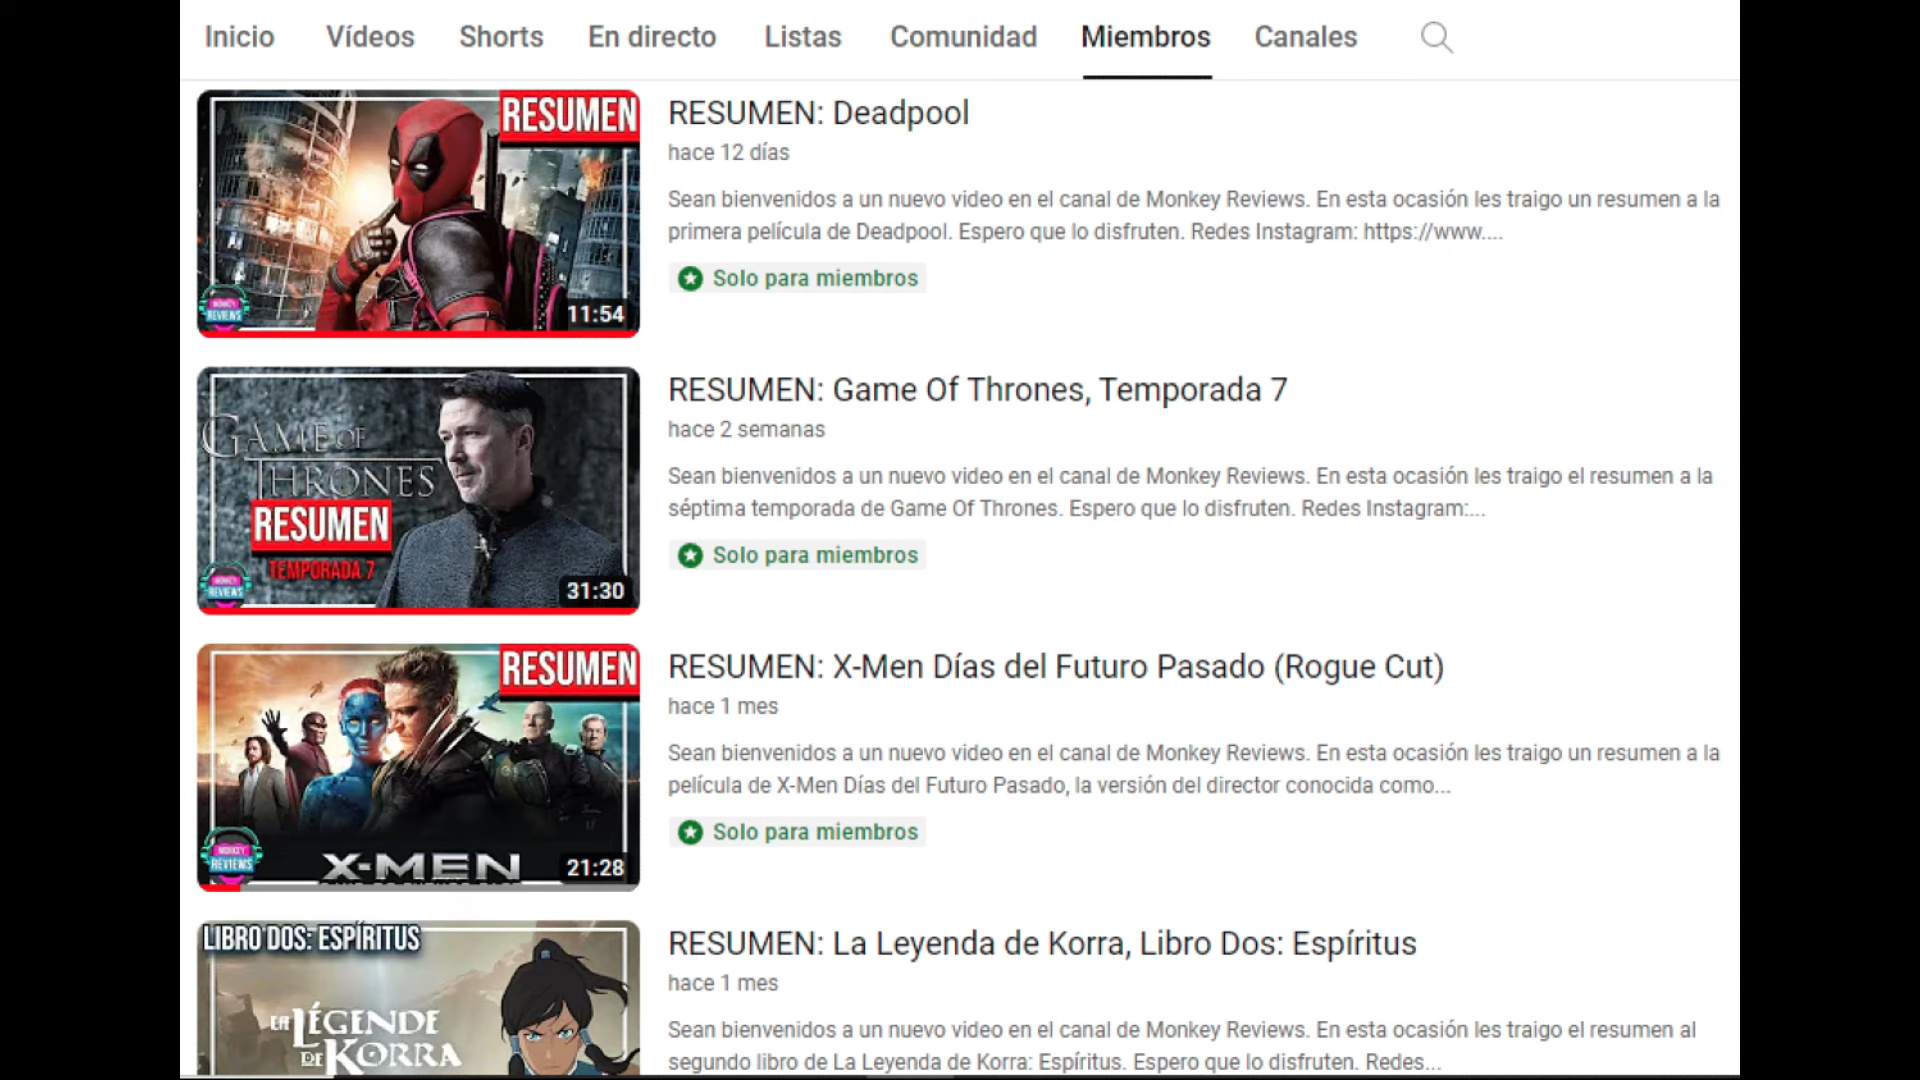 Inicio Vídeos Shorts En directo Listas Comunidad Miembros Canales
RESUMEN
MONKEY
REVIEWS
11:54
RESUMEN: Deadpool
hace 12 días
Sean bienvenidos a un nuevo video en el canal de Monkey Reviews. En esta ocasión les traigo un resumen a la
primera película de Deadpool. Espero que lo disfruten. Redes Instagram: https://www....
Solo para miembros
GAME OF
THRONES
RESUMEN
TEMPORADA 7
MONKEY
REVIEWS
31:30
RESUMEN: Game Of Thrones, Temporada 7
hace 2 semanas
Sean bienvenidos a un nuevo video en el canal de Monkey Reviews. En esta ocasión les traigo el resumen a la
séptima temporada de Game Of Thrones. Espero que lo disfruten. Redes Instagram:...
Solo para miembros
RESUMEN
MONKEY
REVIEWS
X-MEN
21:28
RESUMEN: X-Men Días del Futuro Pasado (Rogue Cut)
hace 1 mes
Sean bienvenidos a un nuevo video en el canal de Monkey Reviews. En esta ocasión les traigo un resumen a la
película de X-Men Días del Futuro Pasado, la versión del director conocida como...
Solo para miembros
LIBRO DOS: ESPÍRITUS
LA LÉGENDE
DE KORRA
RESUMEN: La Leyenda de Korra, Libro Dos: Espíritus
hace 1 mes
Sean bienvenidos a un nuevo video en el canal de Monkey Reviews. En esta ocasión les traigo el resumen al
segundo libro de La Leyenda de Korra: Espíritus. Espero que lo disfruten. Redes...